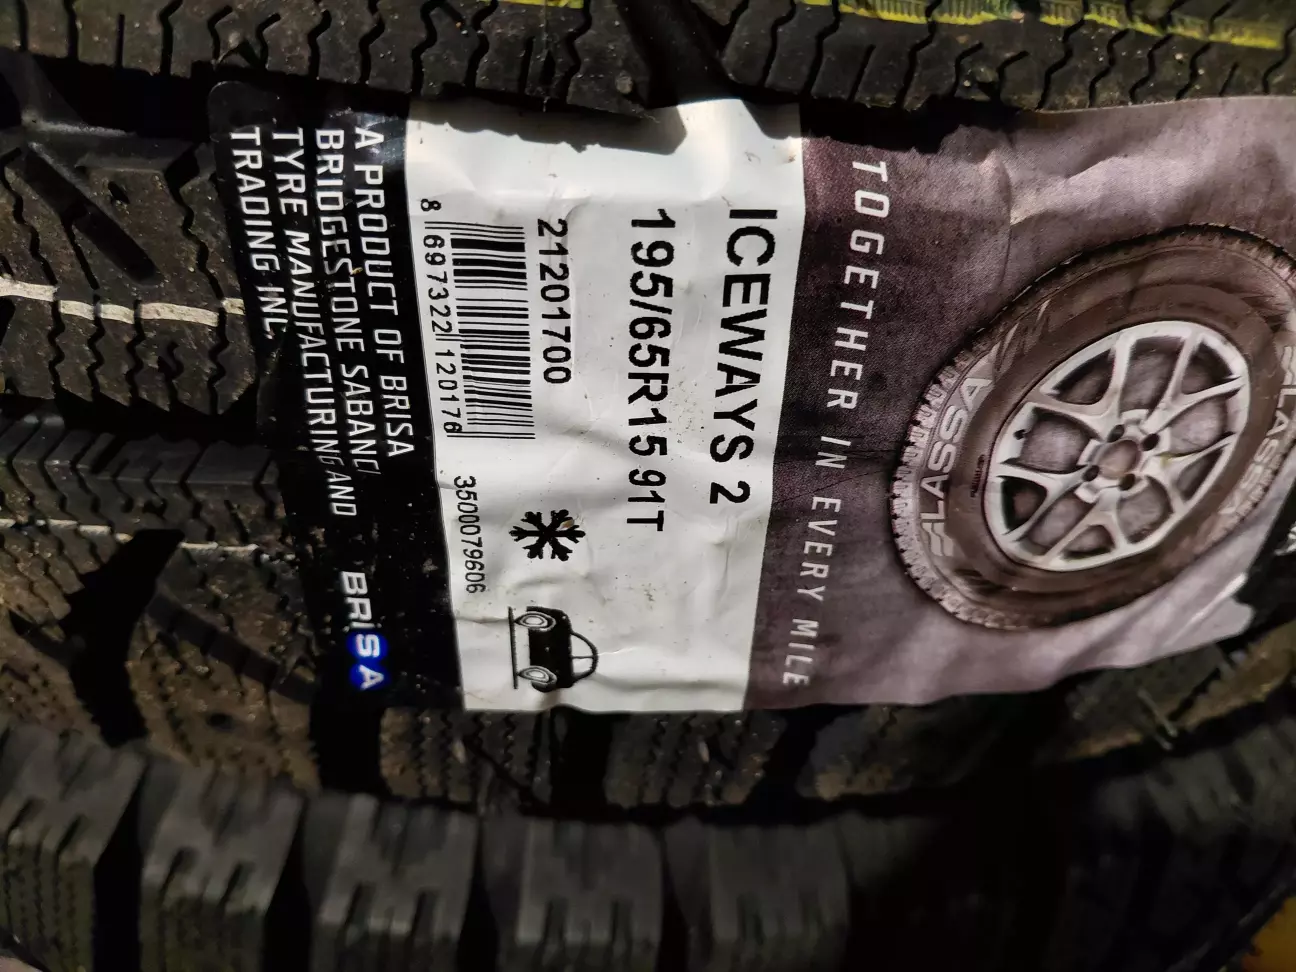 TOGETHER IN EVERY MILE
LASSA
LASSA
ICEWAYS 2
195/65R15 91T
21201700
8 697322 120176
3500079606
A PRODUCT OF BRISA
BRIDGESTONE SABANCI
TYRE MANUFACTURING AND
TRADING INC.
BRISA